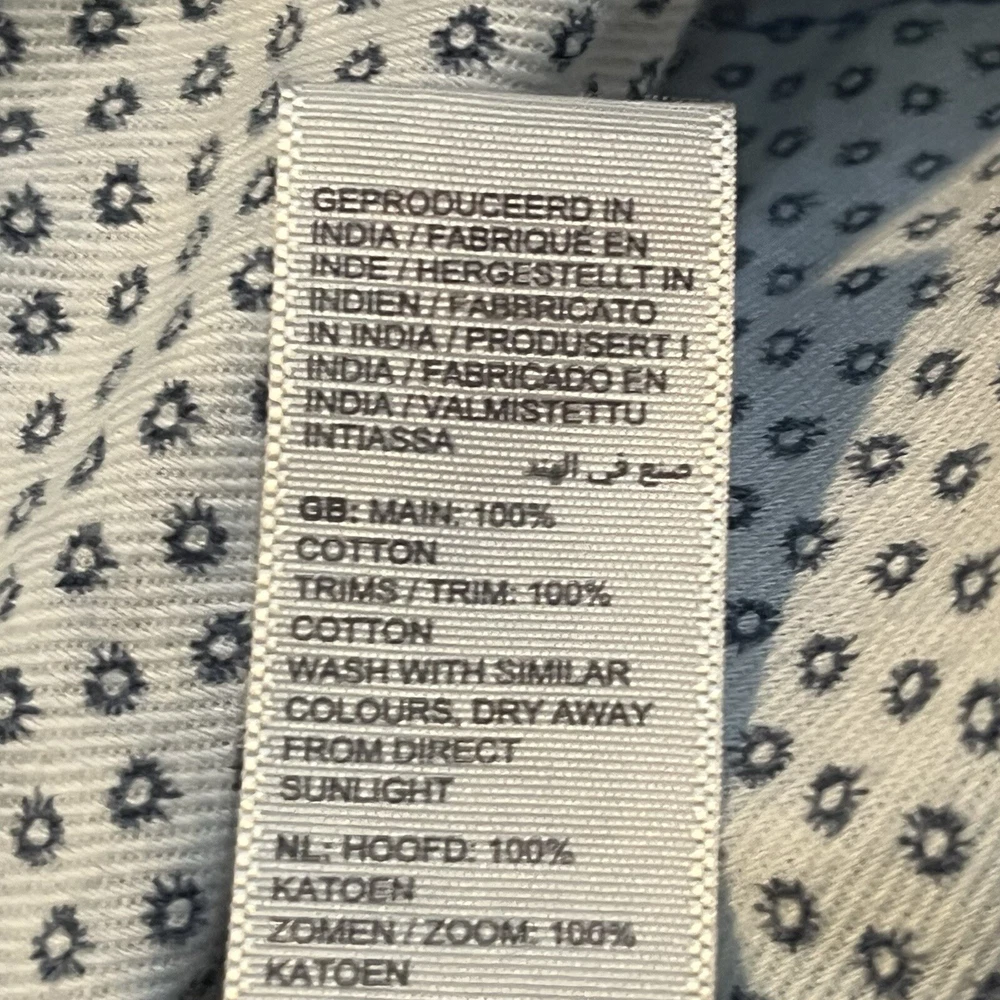 GEPRODUCEERD IN
INDIA / FABRIQUÉ EN
INDE / HERGESTELLT IN
INDIEN / FABBRICATO
IN INDIA / PRODUSERT I
INDIA / FABRICADO EN
INDIA / VALMISTETTU
INTIASSA
صنع في الهند
GB: MAIN: 100%
COTTON
TRIMS / TRIM: 100%
COTTON
WASH WITH SIMILAR
COLOURS, DRY AWAY
FROM DIRECT
SUNLIGHT
NL: HOOFD: 100%
KATOEN
ZOMEN / ZOOM: 100%
KATOEN